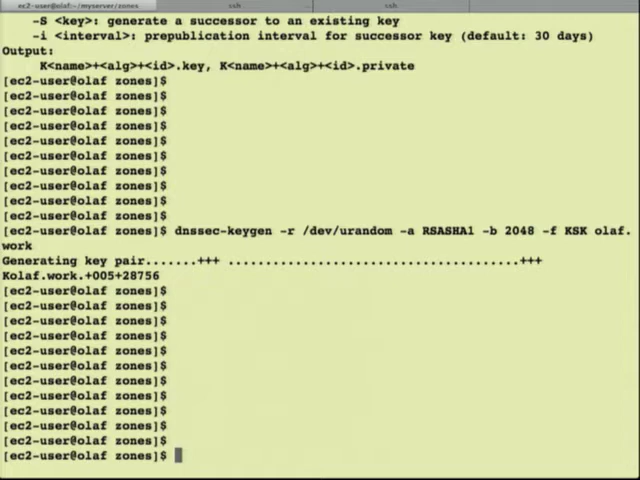 ec2-user@olaf:~/myserver/zones
ssh
ssh
-S <key>: generate a successor to an existing key
-i <interval>: prepublication interval for successor key (default: 30 days)
Output:
K<name>+<alg>+<id>.key, K<name>+<alg>+<id>.private
[ec2-user@olaf zones]$
[ec2-user@olaf zones]$
[ec2-user@olaf zones]$
[ec2-user@olaf zones]$
[ec2-user@olaf zones]$
[ec2-user@olaf zones]$
[ec2-user@olaf zones]$
[ec2-user@olaf zones]$
[ec2-user@olaf zones]$
[ec2-user@olaf zones]$
[ec2-user@olaf zones]$ dnssec-keygen -r /dev/urandom -a RSASHA1 -b 2048 -f KSK olaf.
work
Generating key pair.......+++ ......................................+++
Kolaf.work.+005+28756
[ec2-user@olaf zones]$
[ec2-user@olaf zones]$
[ec2-user@olaf zones]$
[ec2-user@olaf zones]$
[ec2-user@olaf zones]$
[ec2-user@olaf zones]$
[ec2-user@olaf zones]$
[ec2-user@olaf zones]$
[ec2-user@olaf zones]$
[ec2-user@olaf zones]$
[ec2-user@olaf zones]$
[ec2-user@olaf zones]$